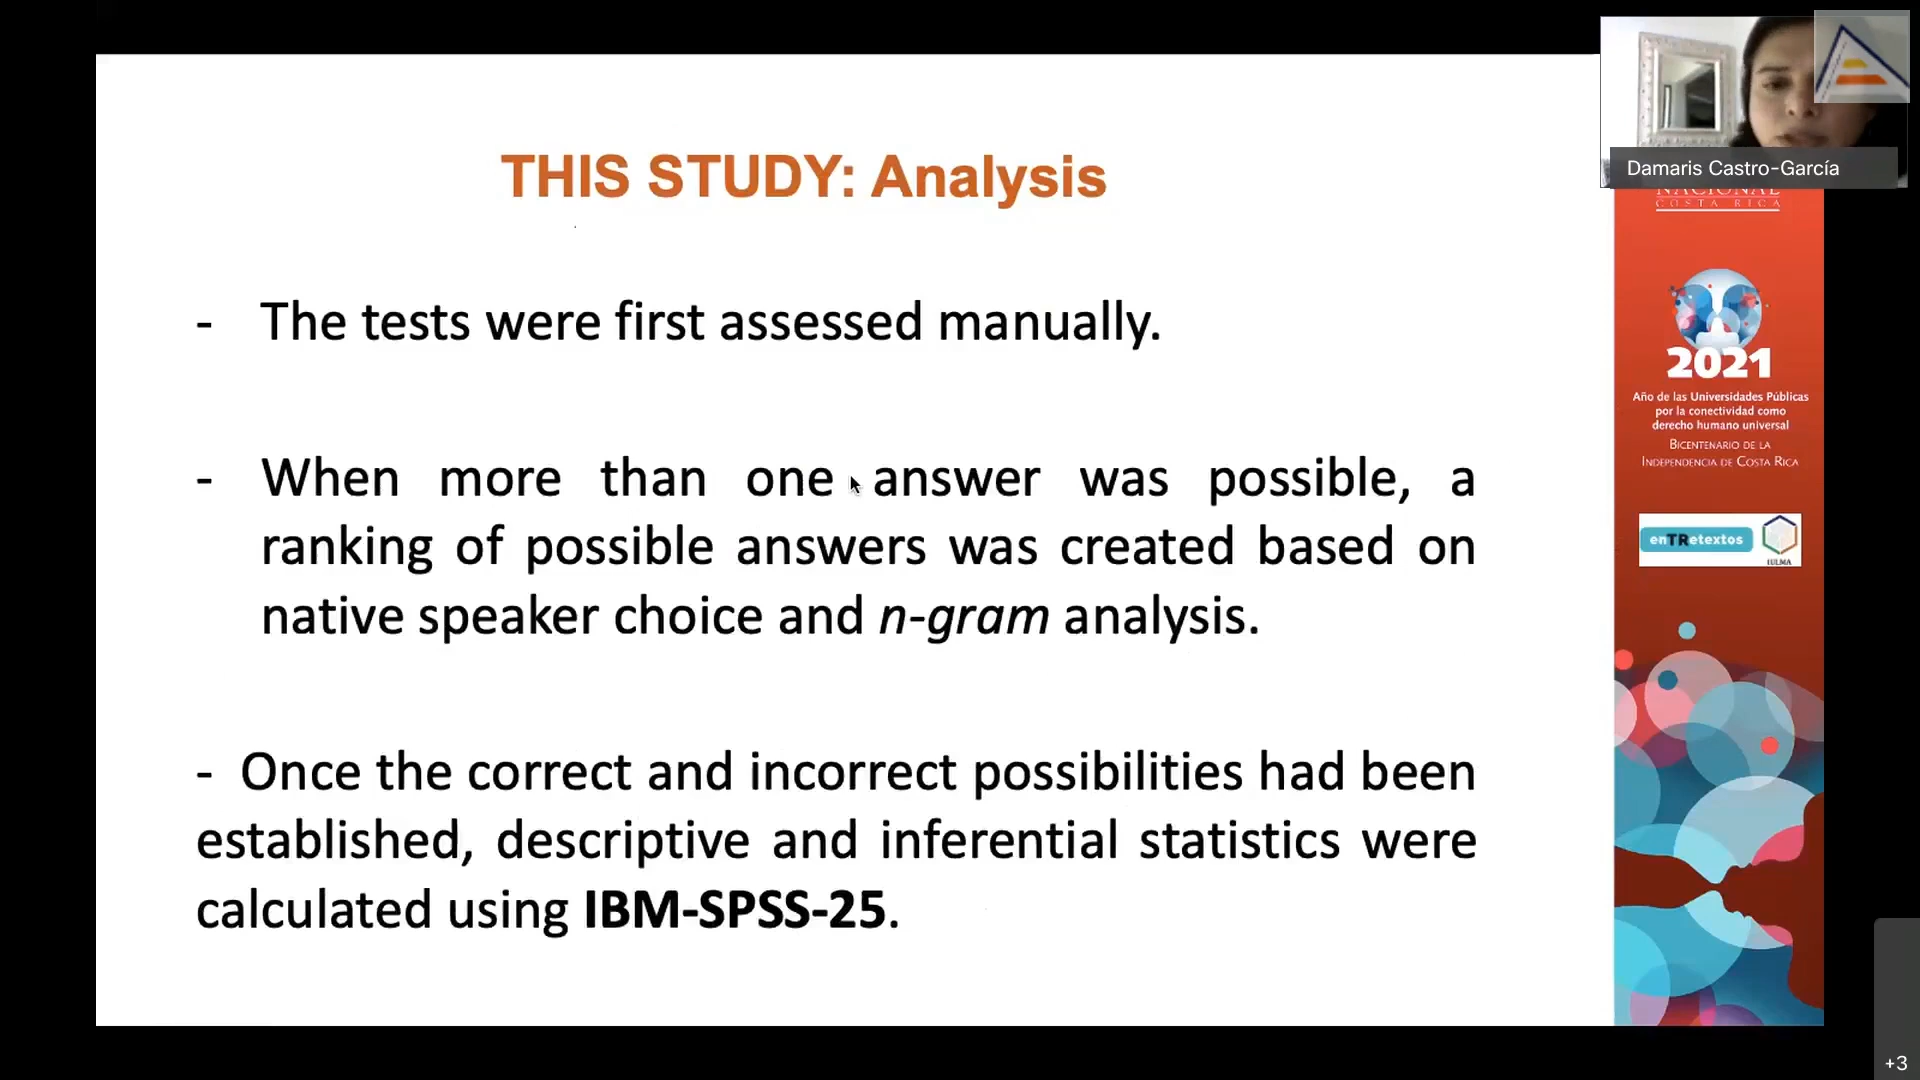 THIS STUDY: Analysis
- The tests were first assessed manually.
- When more than one answer was possible, a
ranking of possible answers was created based on
native speaker choice and n-gram analysis.
- Once the correct and incorrect possibilities had been
established, descriptive and inferential statistics were
calculated using IBM-SPSS-25.
Damaris Castro-García
NACIONAL
COSTA RICA
2021
Año de las Universidades Públicas
por la conectividad como
derecho humano universal
BICENTENARIO DE LA
INDEPENDENCIA DE COSTA RICA
enTRetextos
IULMA
+3